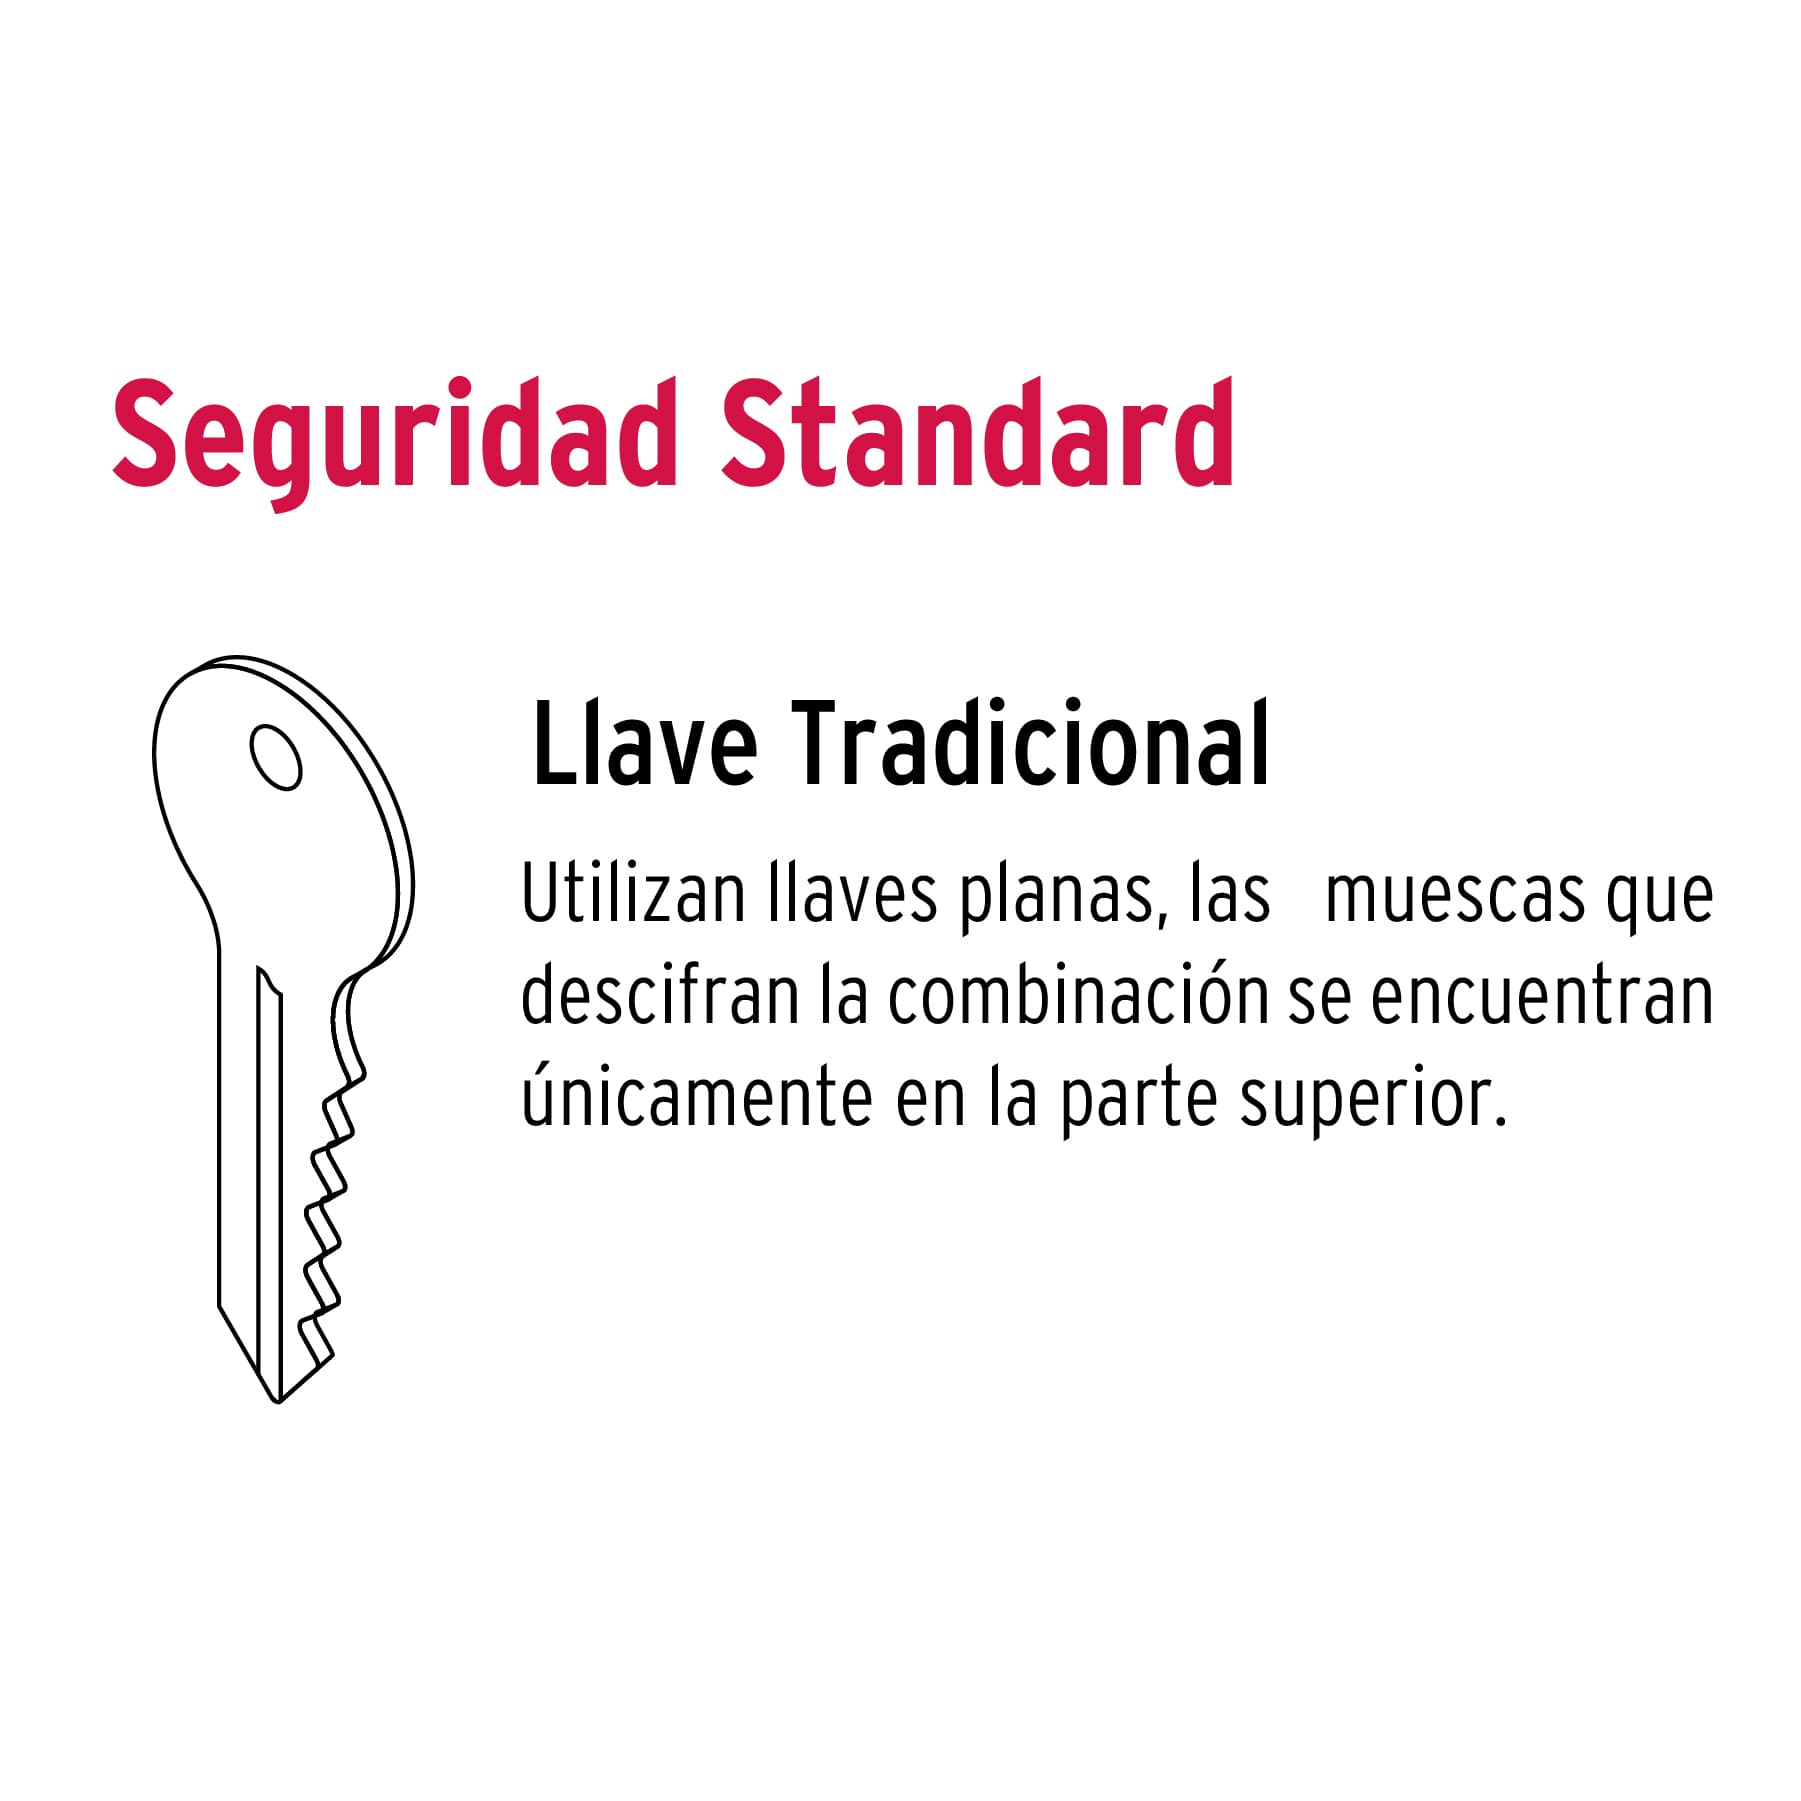 Seguridad Standard
Llave Tradicional
Utilizan llaves planas, las muescas que
descifran la combinación se encuentran
únicamente en la parte superior.